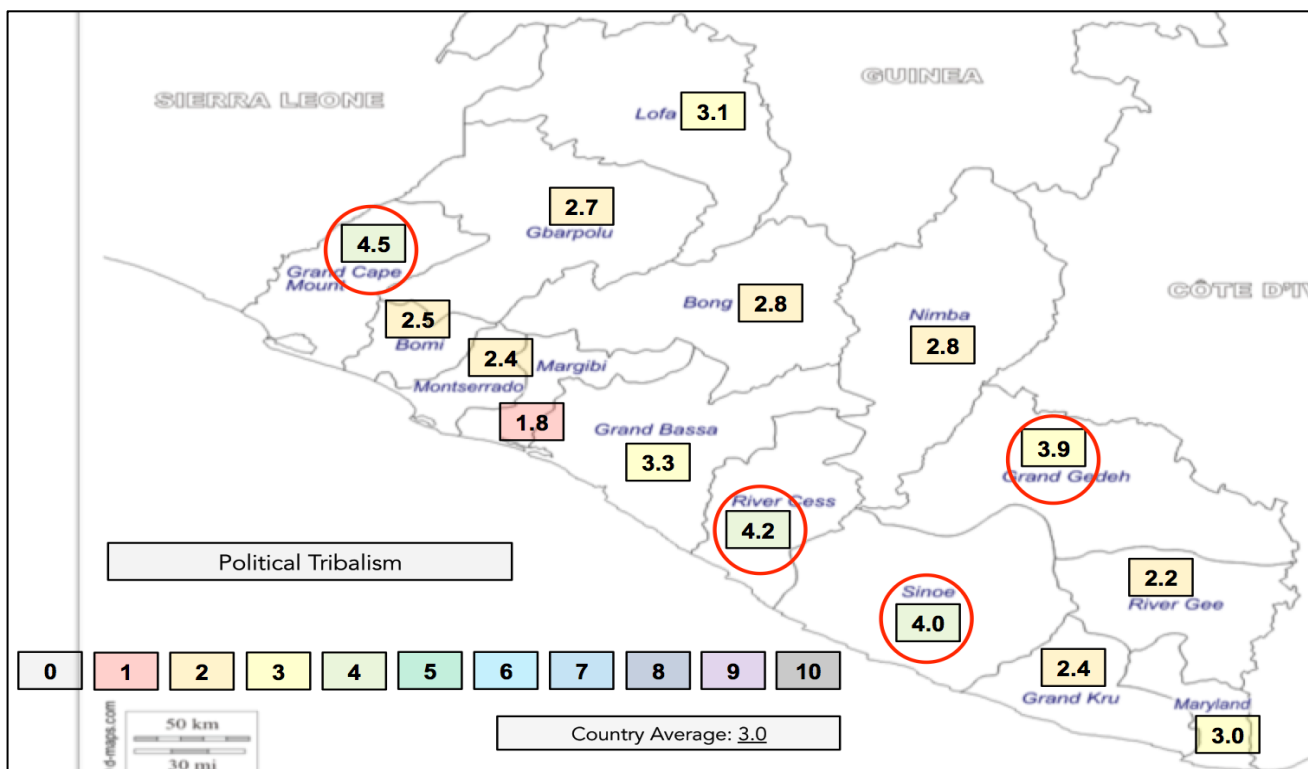 GUINEA
SIERRA LEONE
Lofa
3.1
2.7
Gbarpolu
4.5
Grand Cape
Mount
CÔTE D'IV
Bong
2.8
Nimba
2.8
2.5
Bomi
2.4
Margibi
Montserrado
1.8
Grand Bassa
3.3
3.9
Grand Gedeh
River Cess
4.2
Political Tribalism
2.2
River Gee
Sinoe
4.0
0 1 2 3 4 5 6 7 8 9 10
2.4
Grand Kru
Maryland
3.0
d-maps.com
50 km
30 mi
Country Average: 3.0